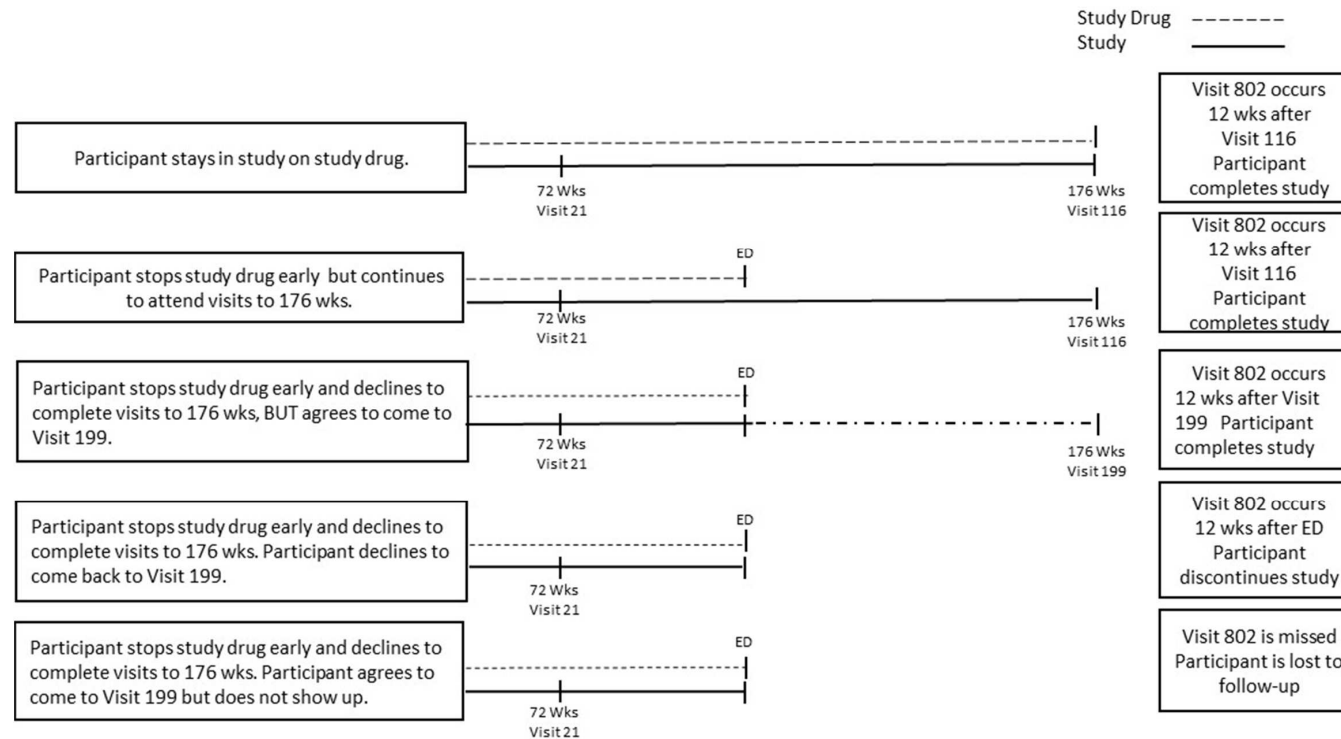 Study Drug
Study
Participant stays in study on study drug.
72 Wks
Visit 21
176 Wks
Visit 116
Visit 802 occurs
12 wks after
Visit 116
Participant
completes study
Participant stops study drug early but continues
to attend visits to 176 wks.
ED
72 Wks
Visit 21
176 Wks
Visit 116
Visit 802 occurs
12 wks after
Visit 116
Participant
completes study
Participant stops study drug early and declines to
complete visits to 176 wks, BUT agrees to come to
Visit 199.
ED
72 Wks
Visit 21
176 Wks
Visit 199
Visit 802 occurs
12 wks after Visit
199 Participant
completes study
Participant stops study drug early and declines to
complete visits to 176 wks. Participant declines to
come back to Visit 199.
ED
72 Wks
Visit 21
Visit 802 occurs
12 wks after ED
Participant
discontinues study
Participant stops study drug early and declines to
complete visits to 176 wks. Participant agrees to
come to Visit 199 but does not show up.
ED
72 Wks
Visit 21
Visit 802 is missed
Participant is lost to
follow-up